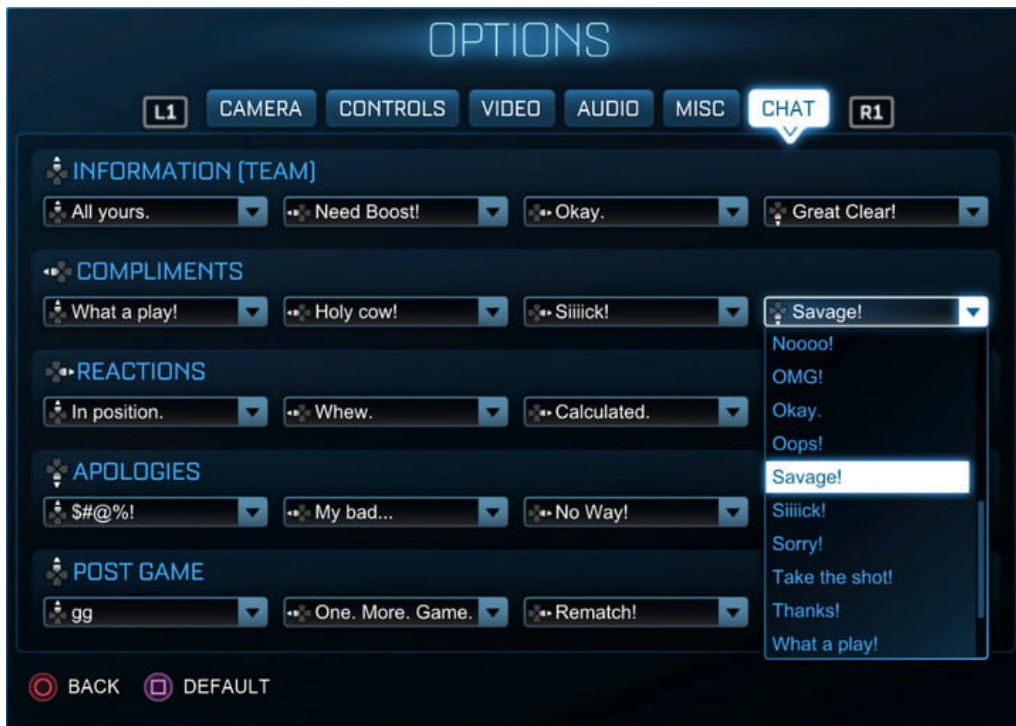 OPTIONS
L1 CAMERA CONTROLS VIDEO AUDIO MISC CHAT R1
INFORMATION (TEAM)
All yours. Need Boost! Okay. Great Clear!
COMPLIMENTS
What a play! Holy cow! Siiiick! Savage!
Noooo!
REACTIONS
OMG!
In position. Whew. Calculated.
Okay.
Oops!
APOLOGIES
Savage!
$#@%! My bad... No Way!
Siiiick!
Sorry!
POST GAME
Take the shot!
gg One. More. Game. Rematch!
Thanks!
What a play!
BACK DEFAULT